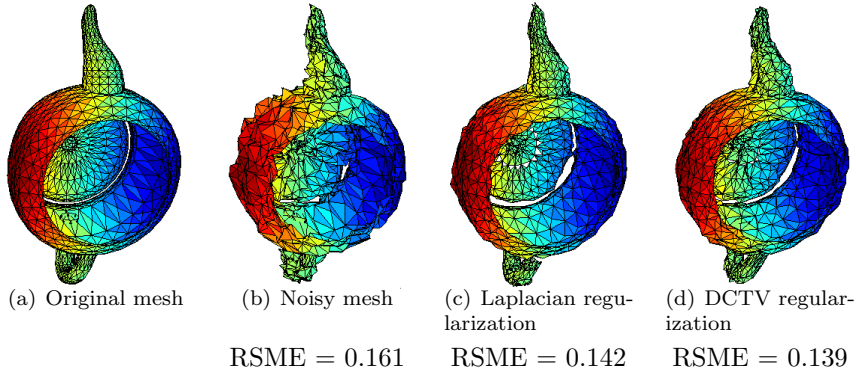 (a) Original mesh
(b) Noisy mesh
(c) Laplacian regu-
larization
(d) DCTV regular-
ization
RSME = 0.161
RSME = 0.142
RSME = 0.139